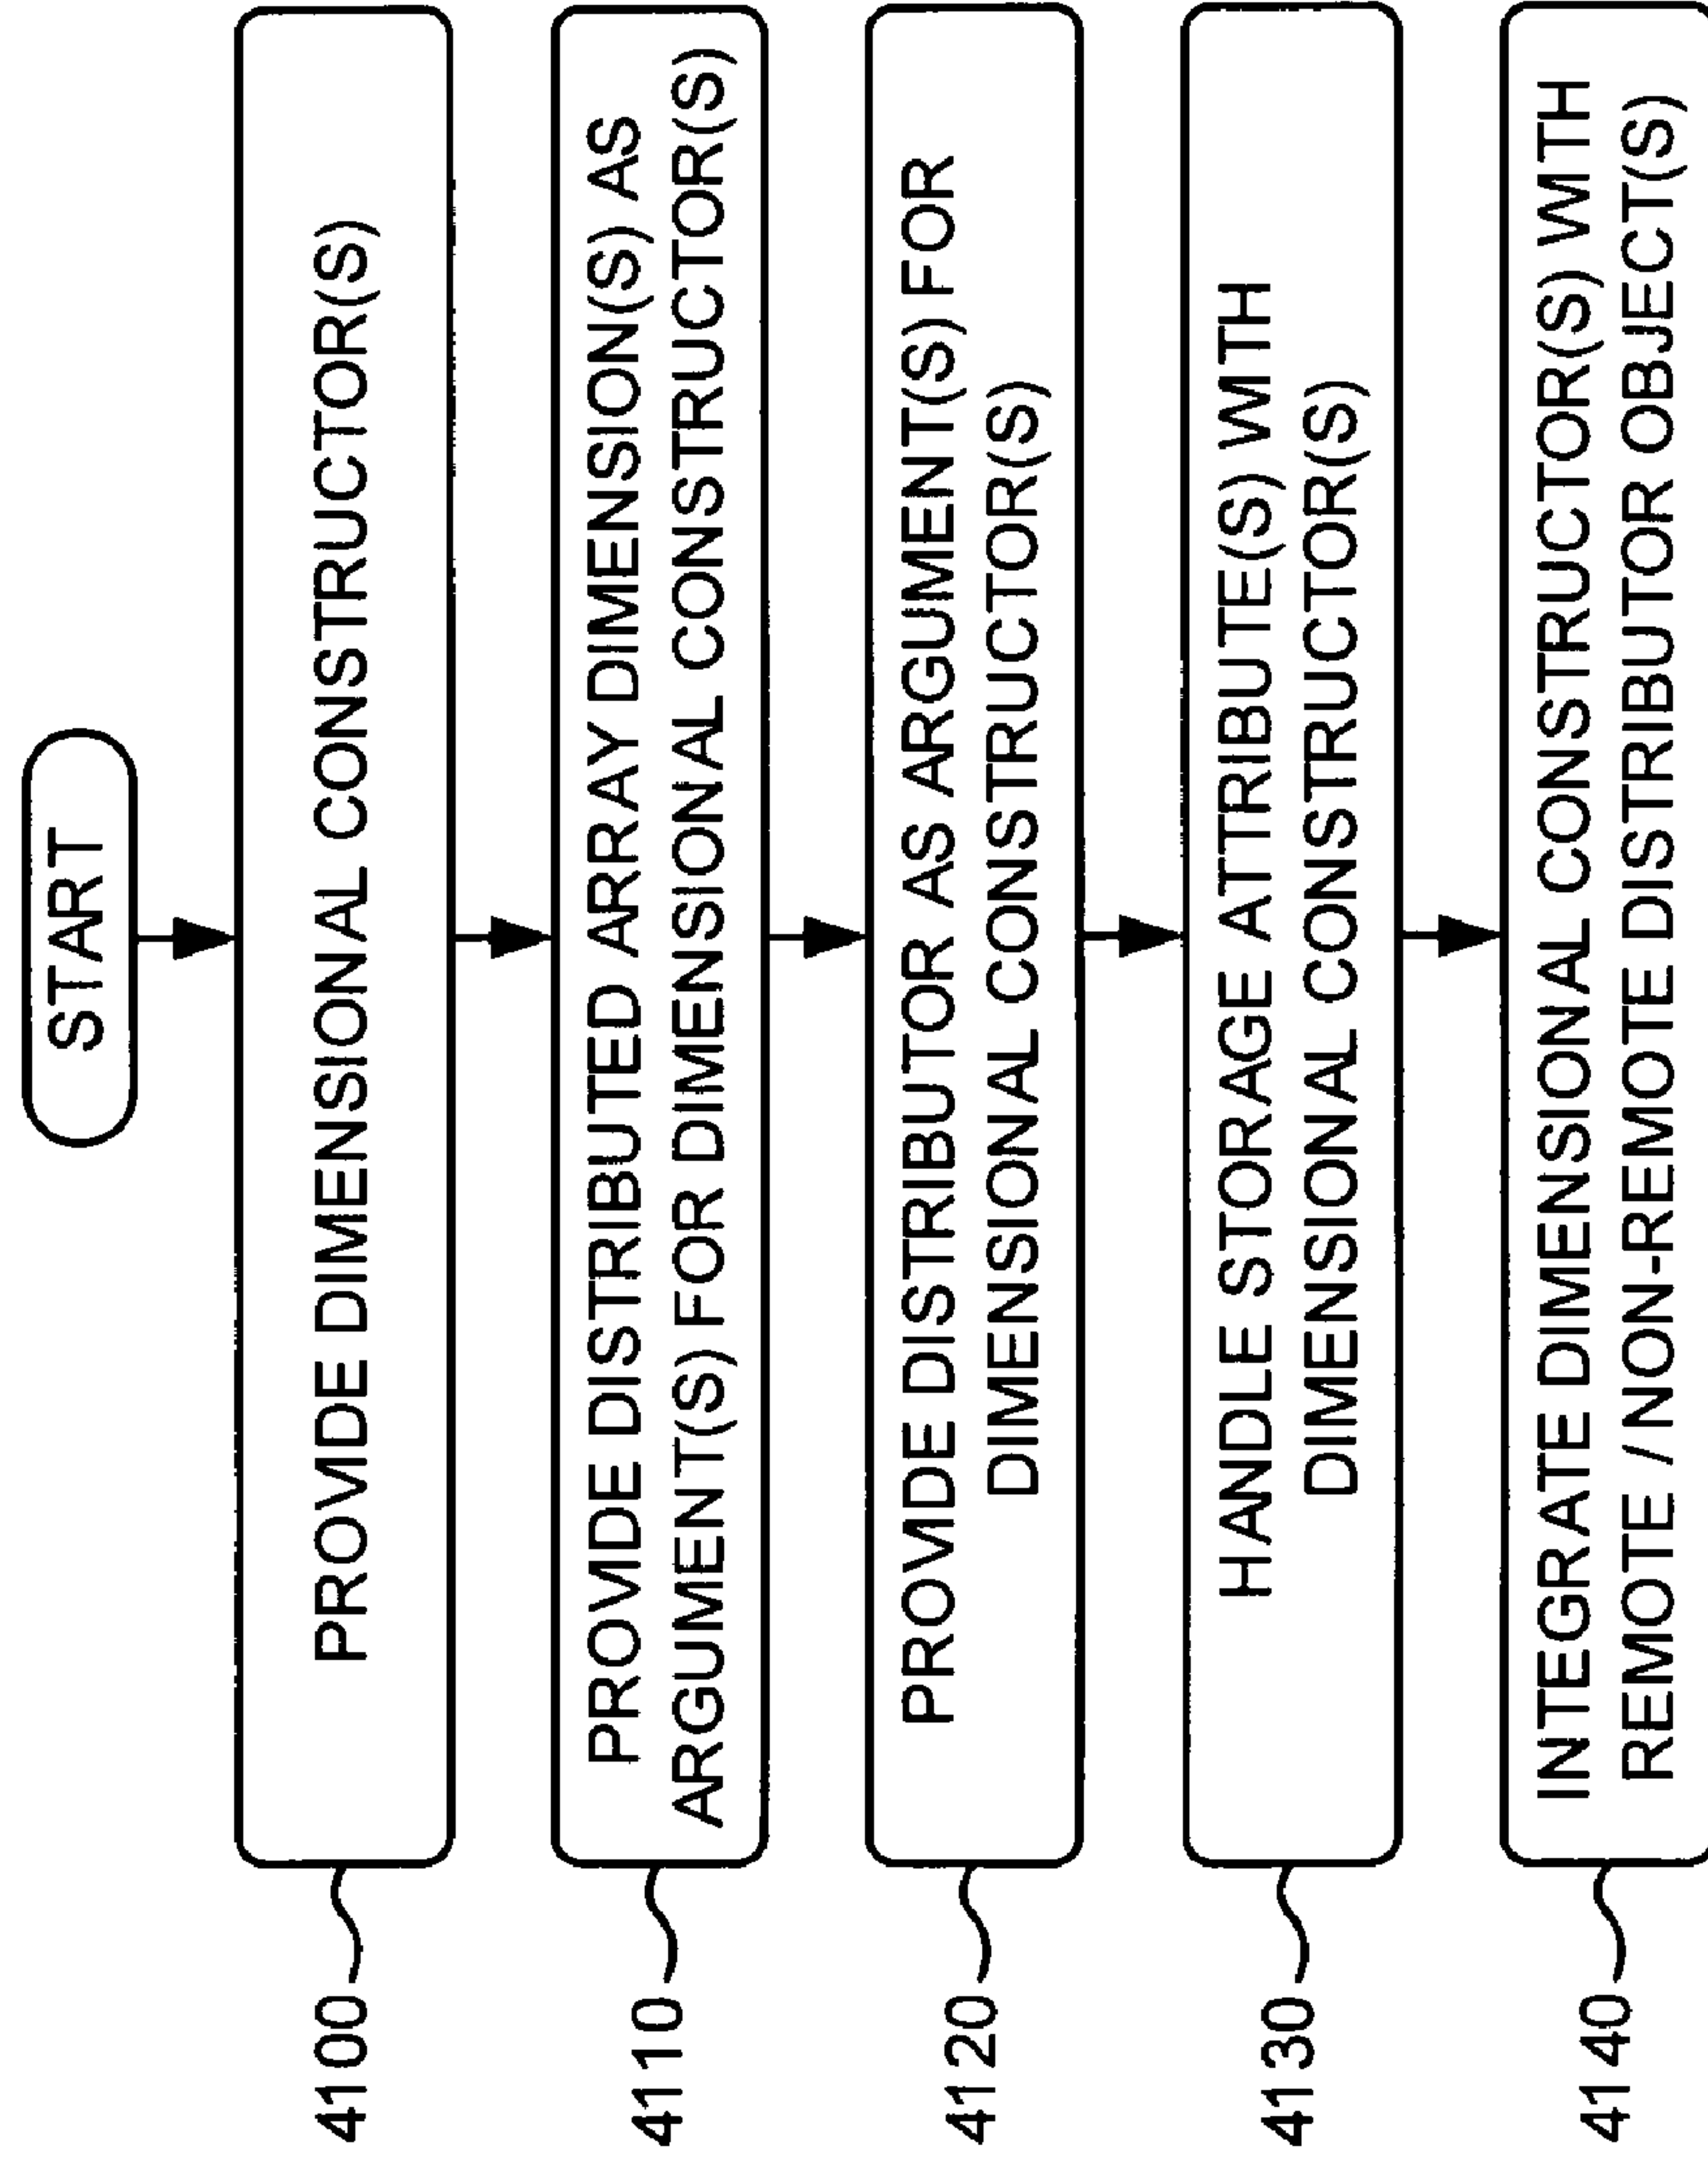 START
4100
PROVIDE DIMENSIONAL CONSTRUCTOR(S)
4110
PROVIDE DISTRIBUTED ARRAY DIMENSION(S) AS
ARGUMENT(S) FOR DIMENSIONAL CONSTRUCTOR(S)
4120
PROVIDE DISTRIBUTOR AS ARGUMENT(S) FOR
DIMENSIONAL CONSTRUCTOR(S)
4130
HANDLE STORAGE ATTRIBUTE(S) WITH
DIMENSIONAL CONSTRUCTOR(S)
4140
INTEGRATE DIMENSIONAL CONSTRUCTOR(S) WITH
REMOTE / NON-REMOTE DISTRIBUTOR OBJECT(S)